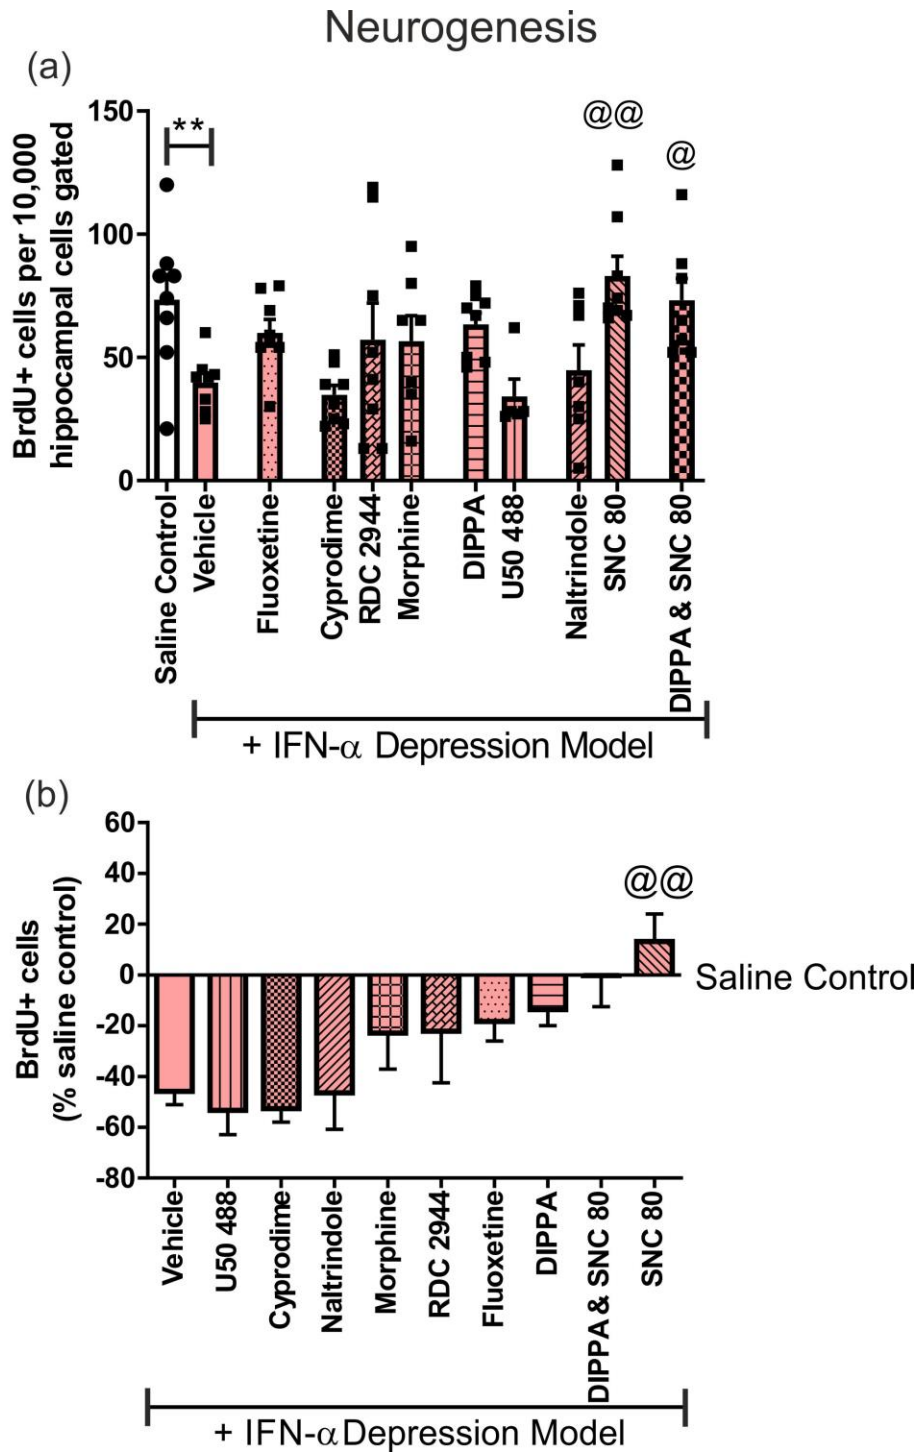 Neurogenesis
(a)
BrdU+ cells per 10,000
hippocampal cells gated
150
100
50
0
**
@@
@
Saline Control
Vehicle
Fluoxetine
Cyprodime
RDC 2944
Morphine
DIPPA
U50 488
Naltrindole
SNC 80
DIPPA & SNC 80
+ IFN-α Depression Model
(b)
BrdU+ cells
(% saline control)
60
40
20
0
-20
-40
-60
-80
@@
Saline Control
Vehicle
U50 488
Cyprodime
Naltrindole
Morphine
RDC 2944
Fluoxetine
DIPPA
DIPPA & SNC 80
SNC 80
+ IFN-α Depression Model